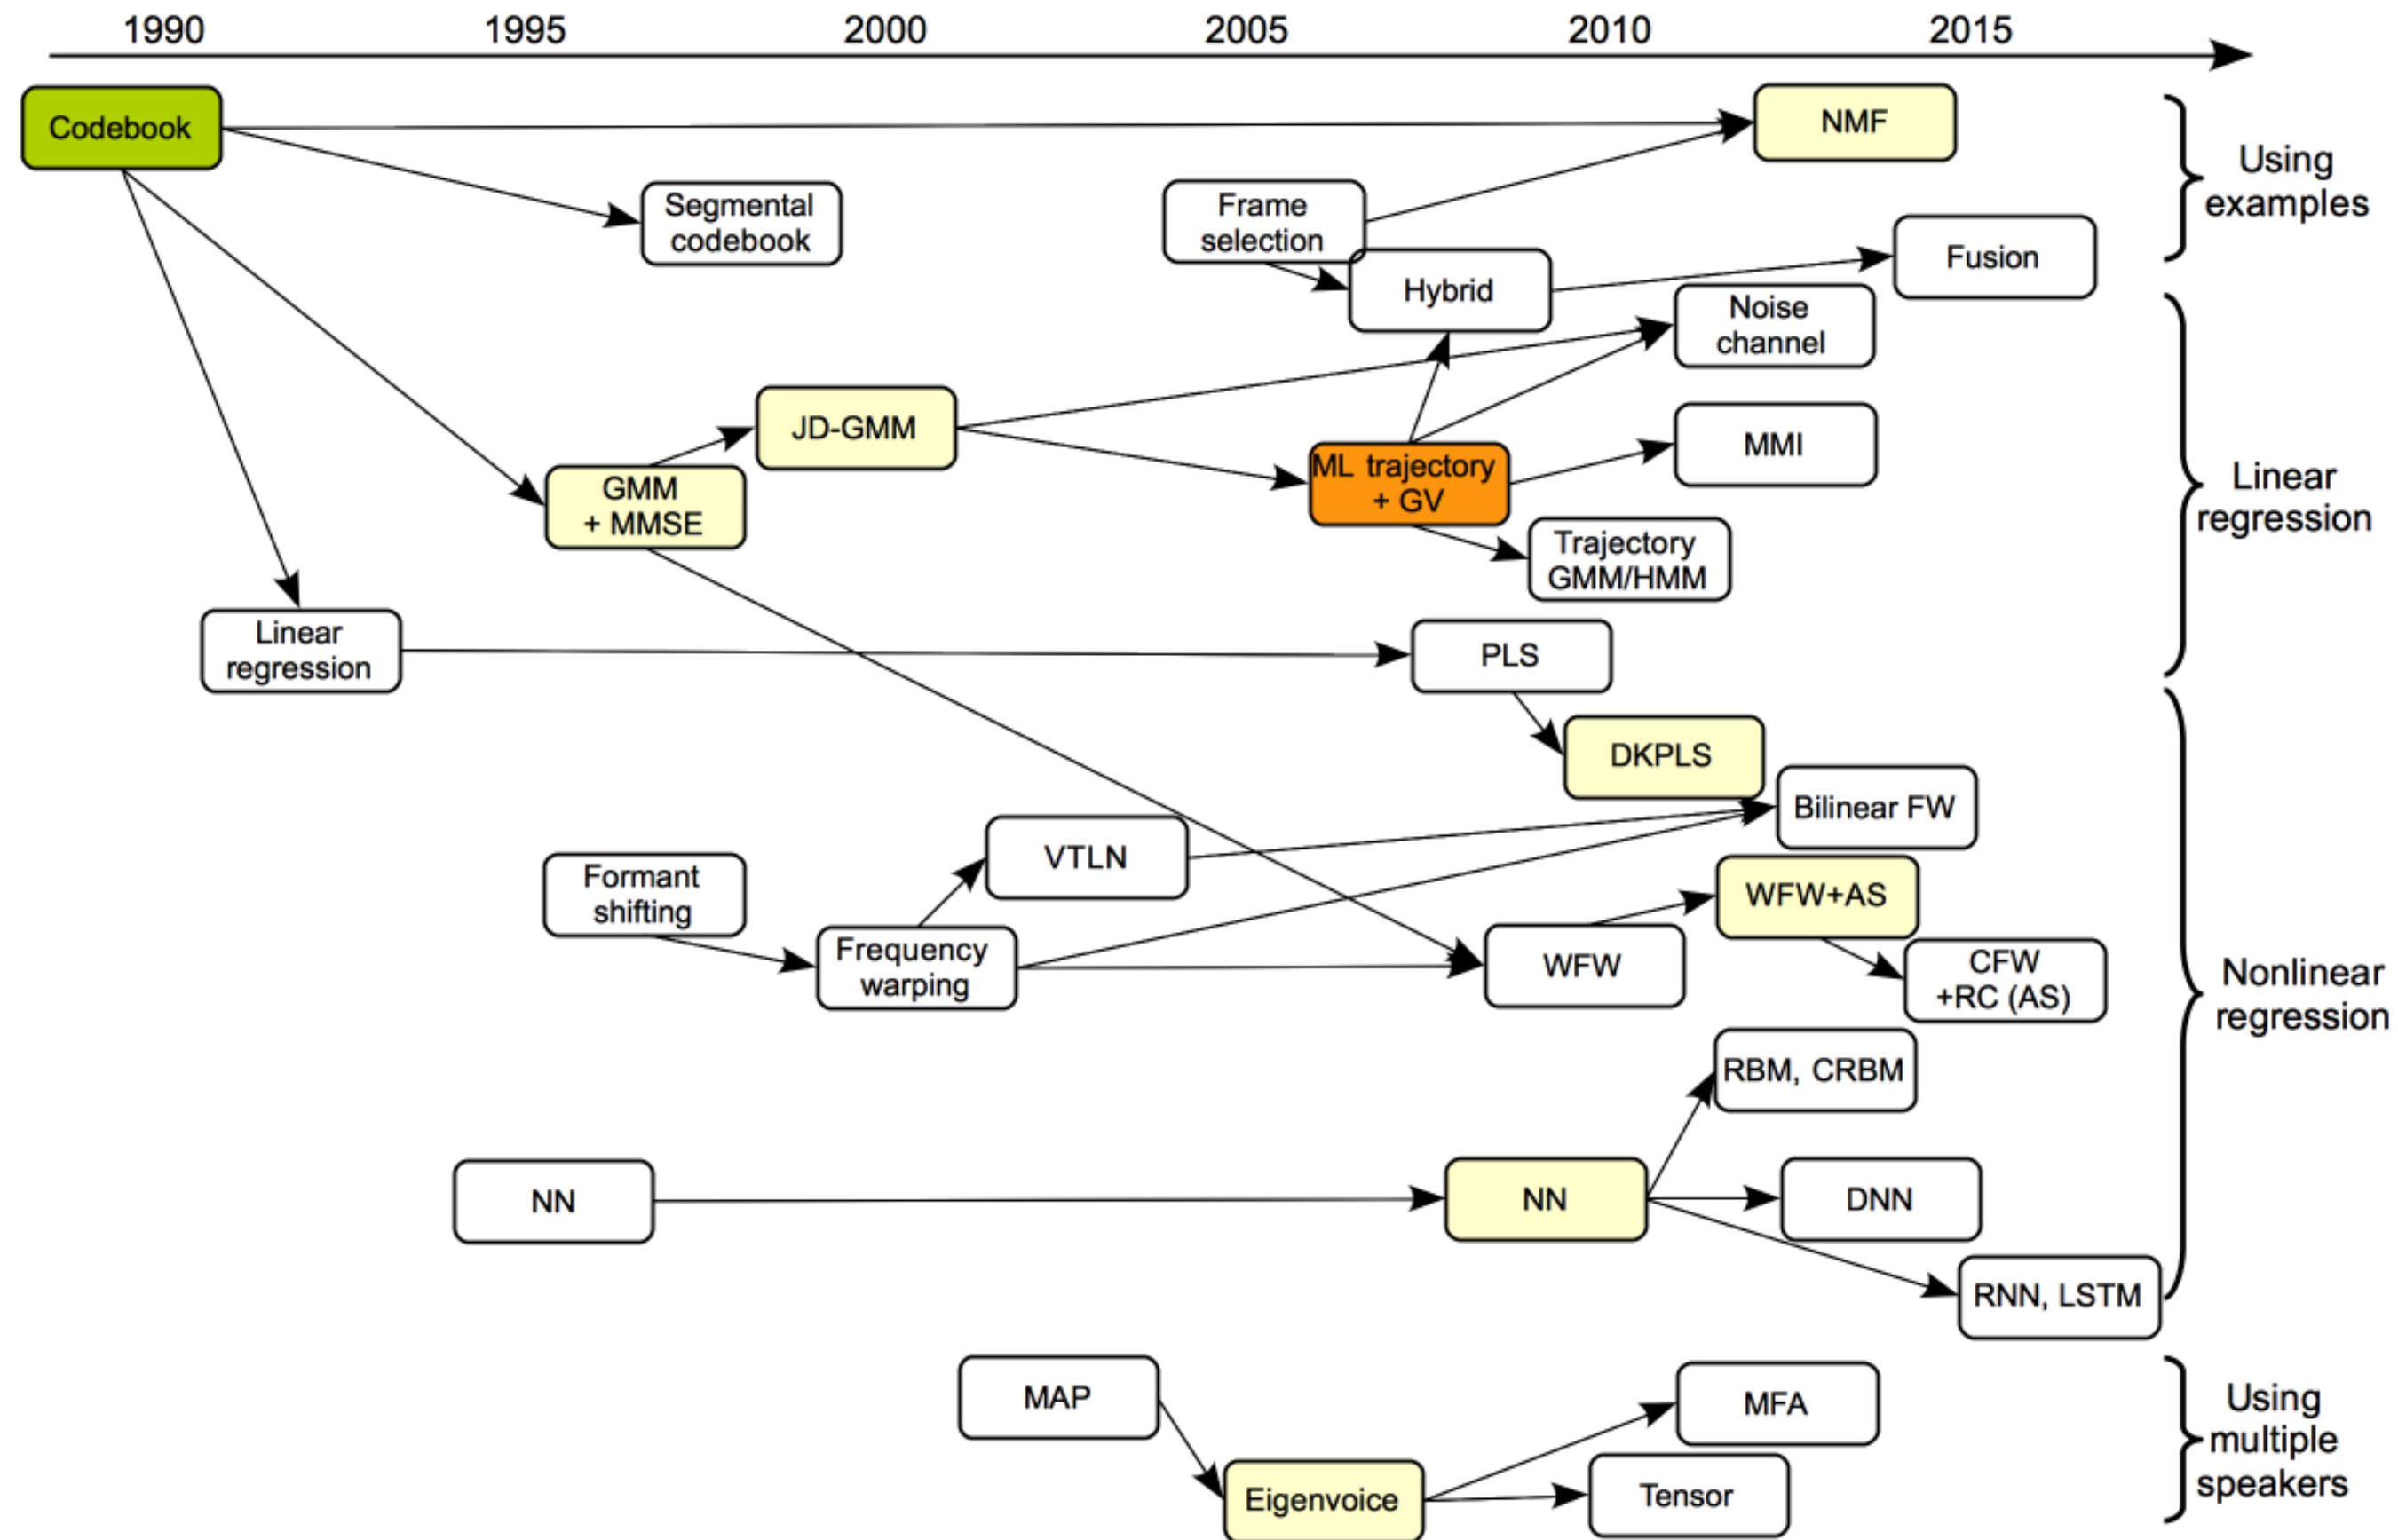 1990 1995 2000 2005 2010 2015
Codebook
NMF
Using
examples
Segmental
codebook
Frame
selection
Hybrid
Fusion
Noise
channel
JD-GMM
MMI
ML trajectory
+ GV
GMM
+ MMSE
Linear
regression
Trajectory
GMM/HMM
Linear
regression
PLS
DKPLS
Bilinear FW
VTLN
Formant
shifting
WFW+AS
Frequency
warping
WFW
CFW
+RC (AS)
Nonlinear
regression
RBM, CRBM
NN
NN
DNN
RNN, LSTM
MAP
MFA
Using
multiple
speakers
Eigenvoice
Tensor